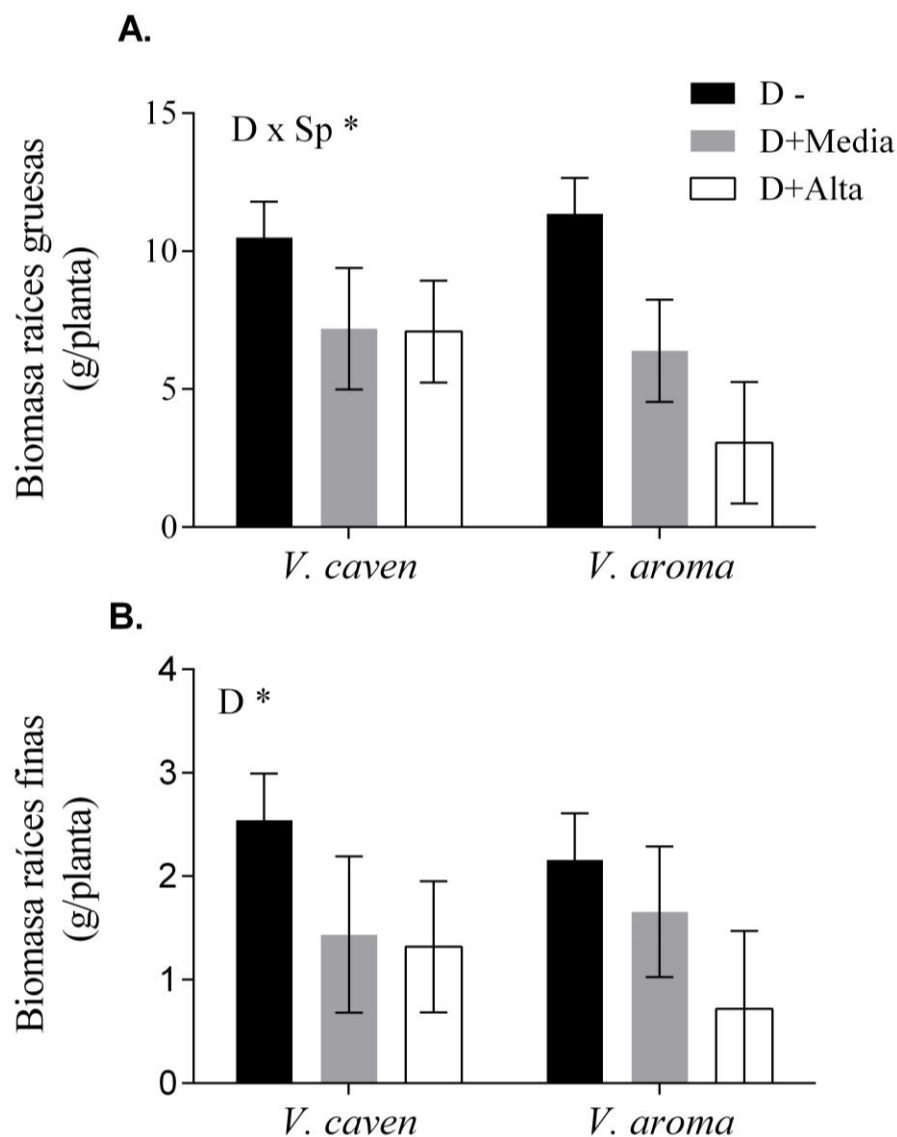 A.
D -
D+Media
D+Alta
D x Sp *
Biomasa raíces gruesas
(g/planta)
15
10
5
0
V. caven
V. aroma
B.
D *
Biomasa raíces finas
(g/planta)
4
3
2
1
0
V. caven
V. aroma